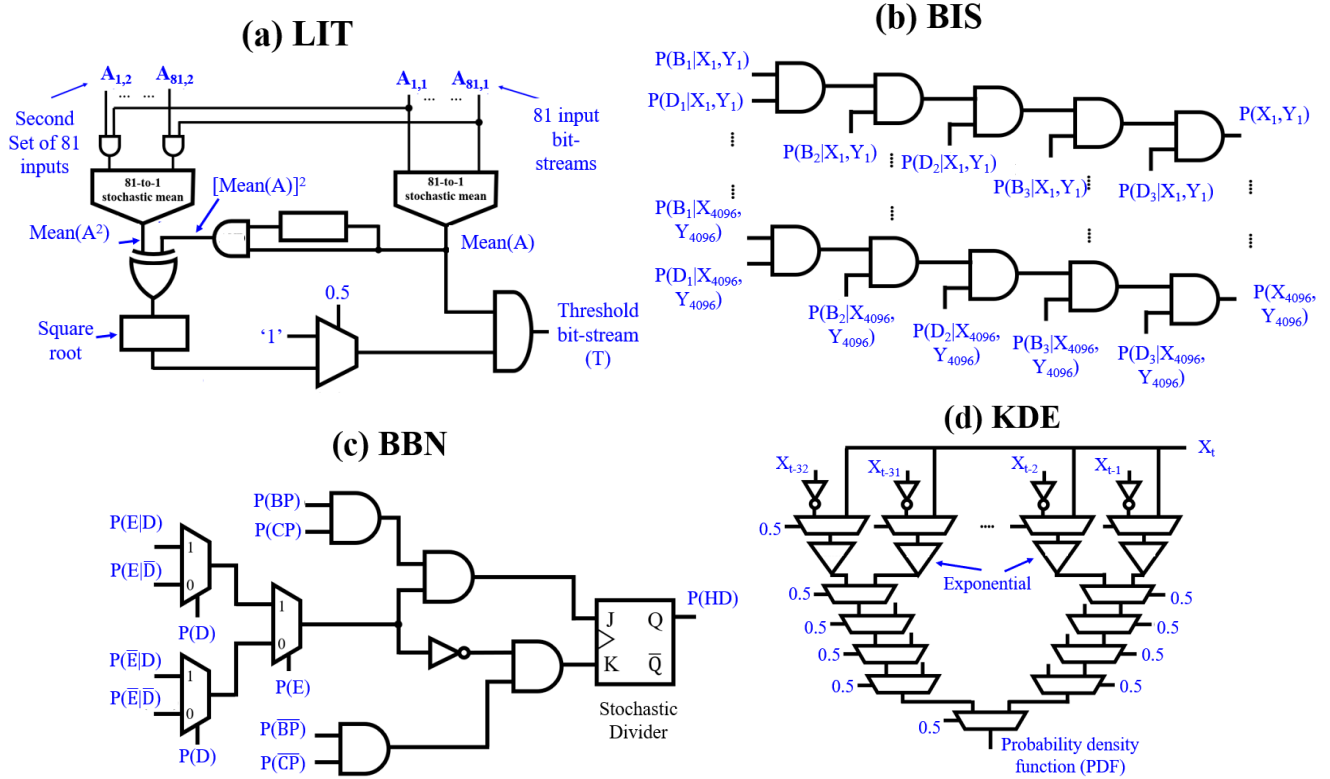 (a) LIT
A1,2 ... ... A81,2
A1,1 ... ... A81,1
Second
Set of 81
inputs
81 input
bit-
streams
81-to-1
stochastic mean
81-to-1
stochastic mean
[Mean(A)]²
Mean(A²)
Mean(A)
0.5
'1'
Square
root
Threshold
bit-stream
(T)
(b) BIS
P(B₁|X₁,Y₁)
P(D₁|X₁,Y₁)
P(B₂|X₁,Y₁)
P(D₂|X₁,Y₁)
P(B₃|X₁,Y₁)
P(D₃|X₁,Y₁)
P(X₁,Y₁)
P(B₁|X₄₀₉₆,
Y₄₀₉₆)
P(D₁|X₄₀₉₆,
Y₄₀₉₆)
P(B₂|X₄₀₉₆,
Y₄₀₉₆)
P(D₂|X₄₀₉₆,
Y₄₀₉₆)
P(B₃|X₄₀₉₆,
Y₄₀₉₆)
P(D₃|X₄₀₉₆,
Y₄₀₉₆)
P(X₄₀₉₆,
Y₄₀₉₆)
(c) BBN
P(E|D)
1
P(E|D̅)
0
P(D)
P(E̅|D)
1
P(E̅|D̅)
0
P(D)
1
0
P(E)
P(BP)
P(CP)
P(B̅P̅)
P(C̅P̅)
J Q
K Q̅
P(HD)
Stochastic
Divider
(d) KDE
Xₜ
Xₜ₋₃₂
Xₜ₋₃₁
Xₜ₋₂
Xₜ₋₁
0.5
....
Exponential
0.5
0.5
0.5
0.5
0.5
0.5
0.5
0.5
0.5
Probability density
function (PDF)